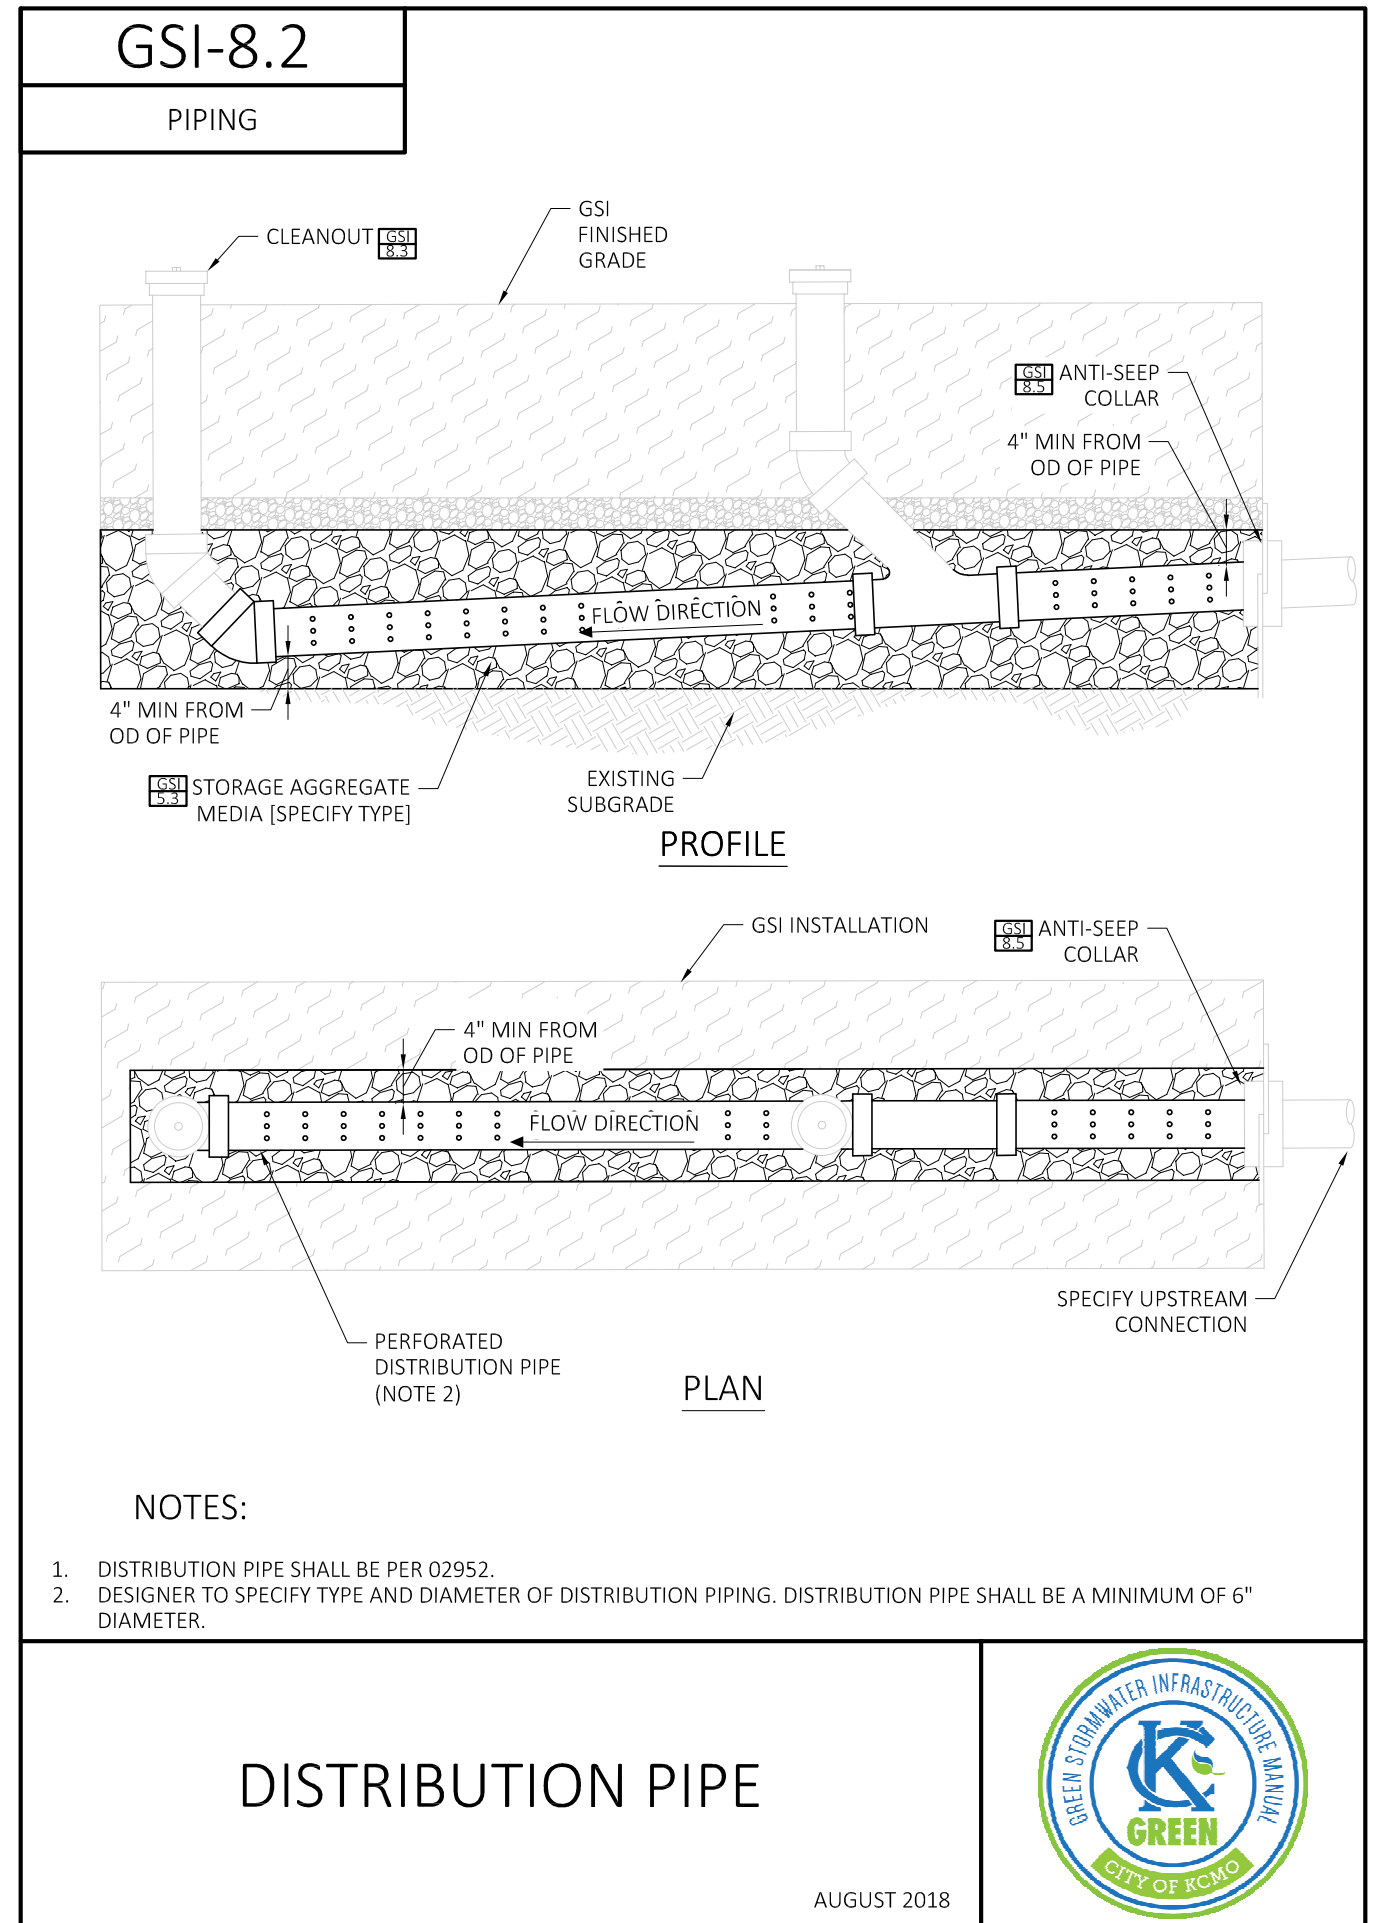 GSI-8.2
PIPING
CLEANOUT GSI
8.3
GSI
FINISHED
GRADE
GSI
8.5
ANTI-SEEP
COLLAR
4" MIN FROM
OD OF PIPE
FLOW DIRECTION
4" MIN FROM
OD OF PIPE
GSI
5.3
STORAGE AGGREGATE
MEDIA [SPECIFY TYPE]
EXISTING
SUBGRADE
PROFILE
GSI INSTALLATION
GSI
8.5
ANTI-SEEP
COLLAR
4" MIN FROM
OD OF PIPE
FLOW DIRECTION
SPECIFY UPSTREAM
CONNECTION
PERFORATED
DISTRIBUTION PIPE
(NOTE 2)
PLAN
NOTES:
1. DISTRIBUTION PIPE SHALL BE PER 02952.
2. DESIGNER TO SPECIFY TYPE AND DIAMETER OF DISTRIBUTION PIPING. DISTRIBUTION PIPE SHALL BE A MINIMUM OF 6"
DIAMETER.
DISTRIBUTION PIPE
AUGUST 2018
GREEN STORMWATER INFRASTRUCTURE MANUAL
KC
GREEN
CITY OF KCMO